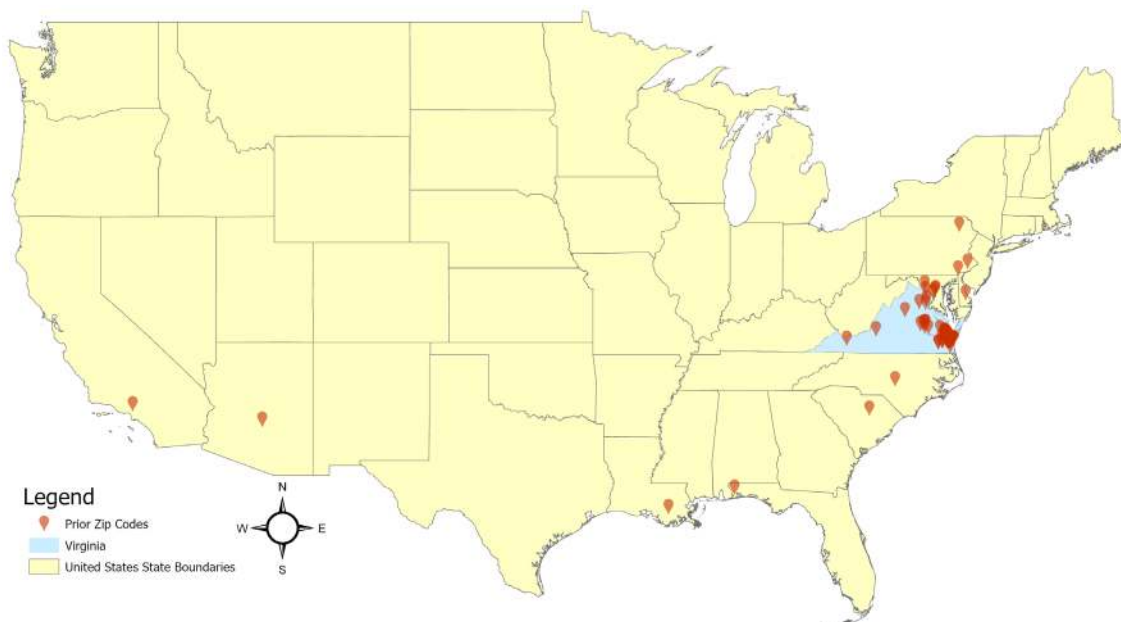 Legend
Prior Zip Codes
Virginia
United States State Boundaries
N
W E
S